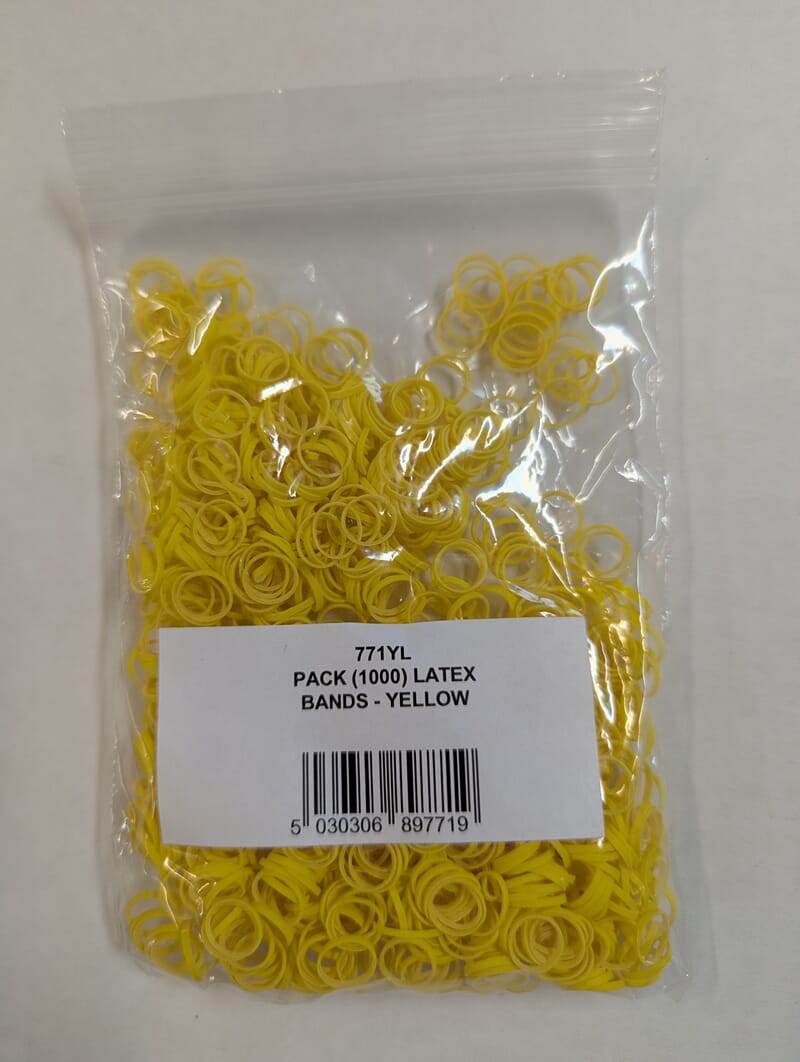 771YL
PACK (1000) LATEX
BANDS - YELLOW
5 030306 897719